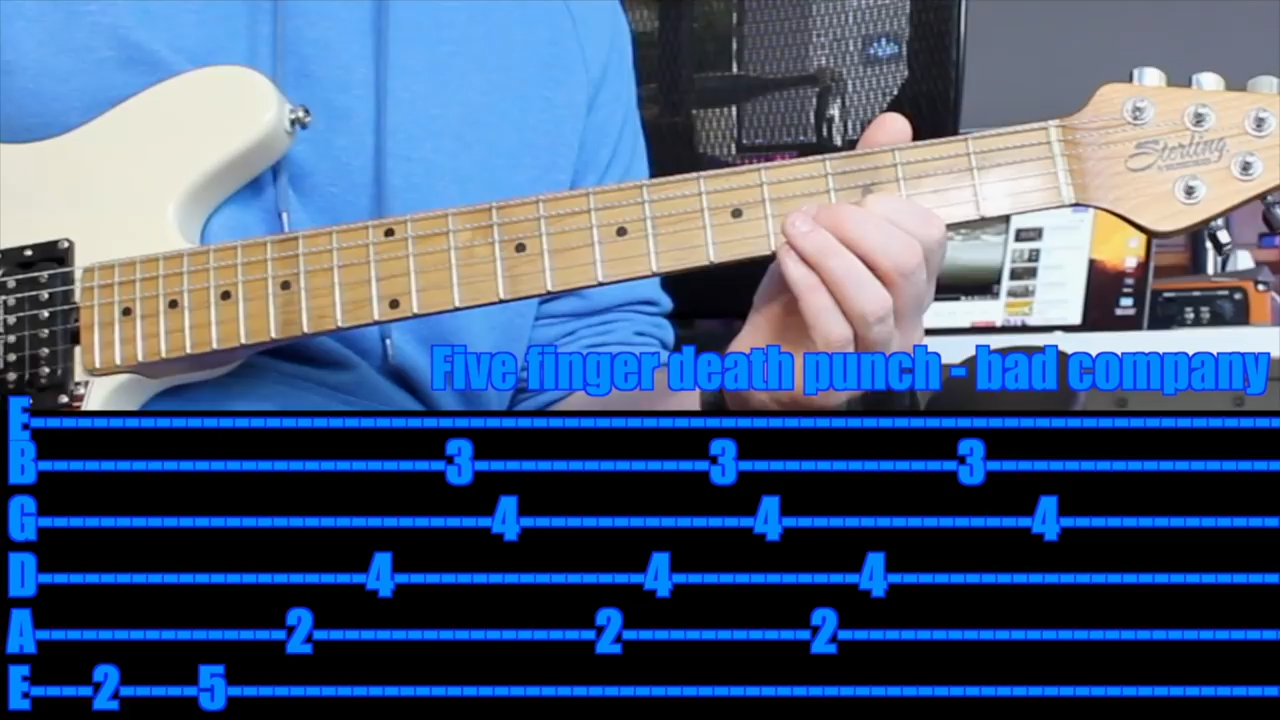 Sterling
Five finger death punch - bad company
E
B 3 3 3
G 4 4 4
D 4 4 4
A 2 2 2
E 2 5